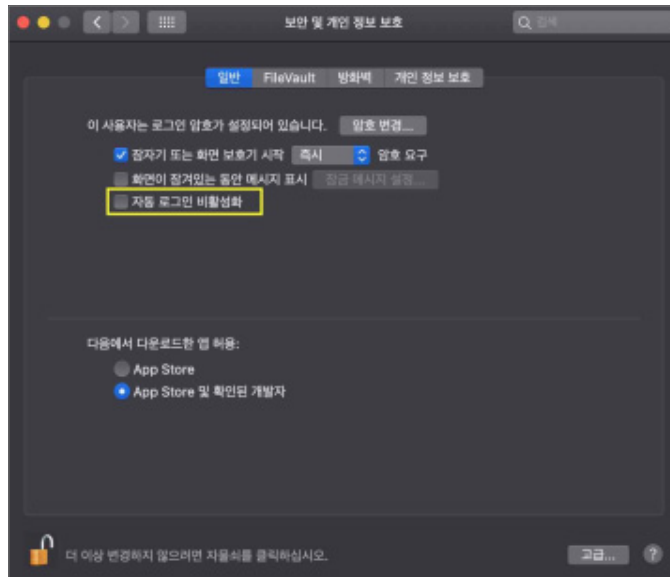 보안 및 개인 정보 보호
검색
일반 FileVault 방화벽 개인 정보 보호
이 사용자는 로그인 암호가 설정되어 있습니다. 암호 변경...
잠자기 또는 화면 보호기 시작 즉시 암호 요구
화면이 잠겨있는 동안 메시지 표시 잠금 메시지 설정...
자동 로그인 비활성화
다음에서 다운로드한 앱 허용:
App Store
App Store 및 확인된 개발자
더 이상 변경하지 않으려면 자물쇠를 클릭하십시오.
고급... ?